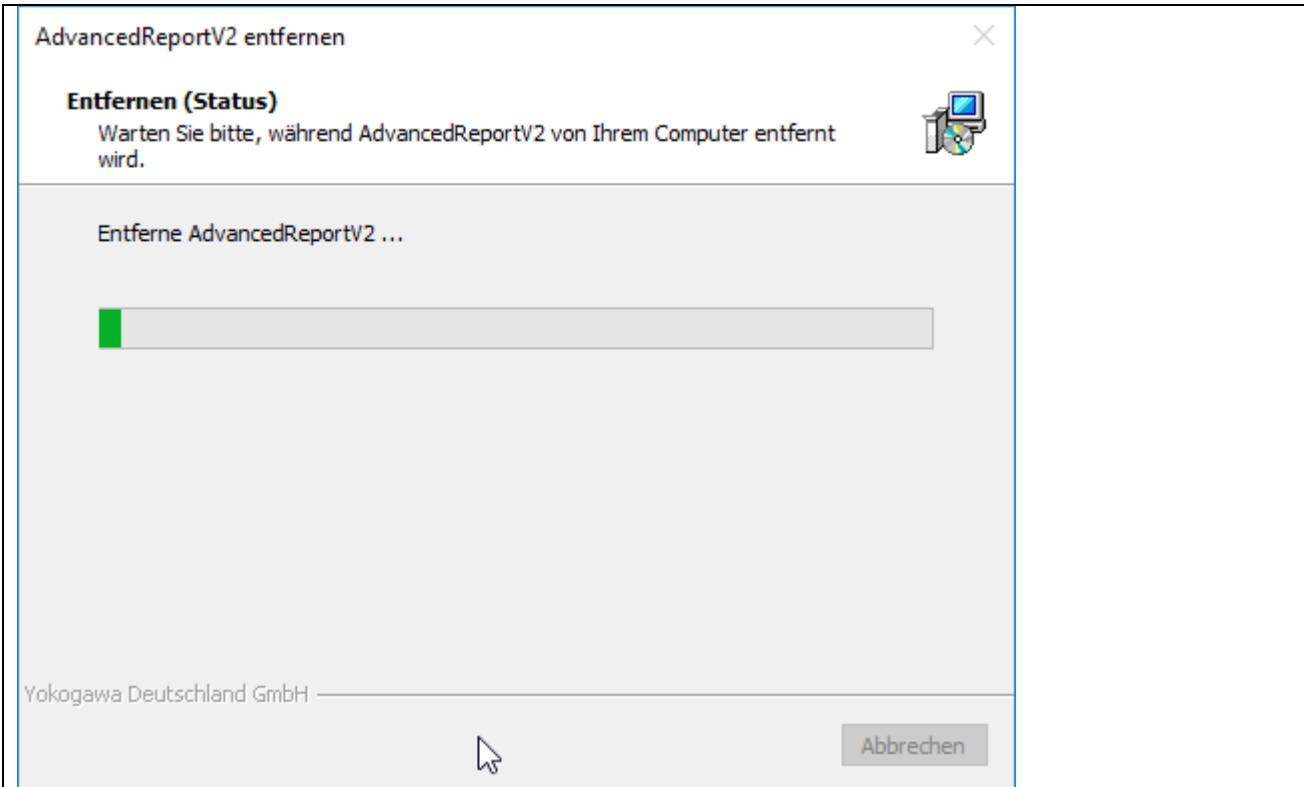 AdvancedReportV2 entfernen
Entfernen (Status)
Warten Sie bitte, während AdvancedReportV2 von Ihrem Computer entfernt
wird.
Entferne AdvancedReportV2 ...
Yokogawa Deutschland GmbH
Abbrechen